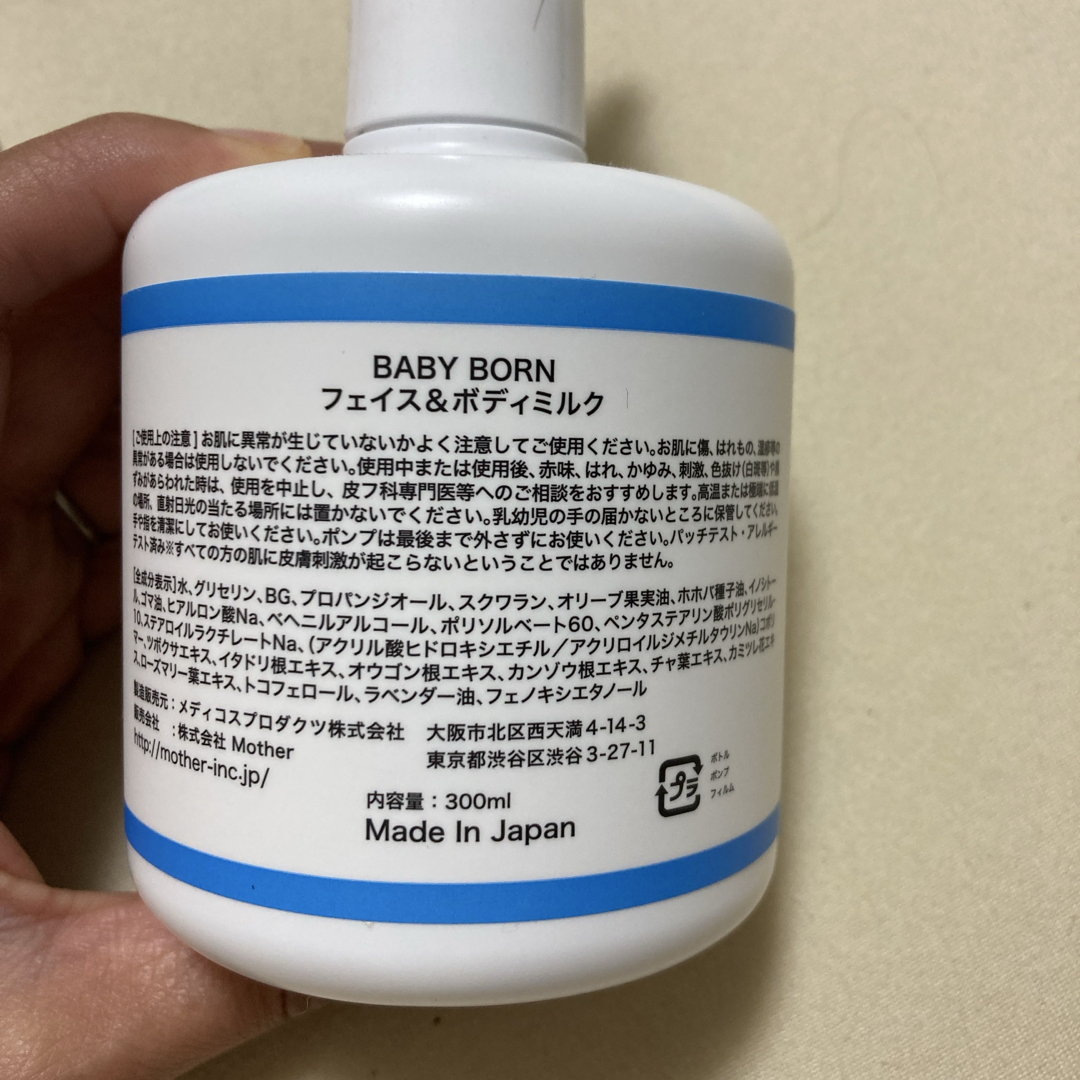 BABY BORN
フェイス&ボディミルク
[ご使用上の注意] お肌に異常が生じていないかよく注意してご使用ください。お肌に傷、はれもの、湿疹等の
異常がある場合は使用しないでください。使用中または使用後、赤味、はれ、かゆみ、刺激、色抜け(白斑等)や黒
ずみがあらわれた時は、使用を中止し、皮フ科専門医等へのご相談をおすすめします。高温または極端に低温
の場所、直射日光の当たる場所には置かないでください。乳幼児の手の届かないところに保管してください。
手や指を清潔にしてお使いください。ポンプは最後まで外さずにお使いください。パッチテスト・アレルギー
テスト済み※すべての方の肌に皮膚刺激が起こらないということではありません。
[全成分表示]水、グリセリン、BG、プロパンジオール、スクワラン、オリーブ果実油、ホホバ種子油、イノシトー
ル、ゴマ油、ヒアルロン酸Na、ベヘニルアルコール、ポリソルベート60、ペンタステアリン酸ポリグリセリル-
10、ステアロイルラクチレートNa、(アクリル酸ヒドロキシエチル/アクリロイルジメチルタウリンNa)コポリ
マー、ツボクサエキス、イタドリ根エキス、オウゴン根エキス、カンゾウ根エキス、チャ葉エキス、カミツレ花エキ
ス、ローズマリー葉エキス、トコフェロール、ラベンダー油、フェノキシエタノール
製造販売元:メディコスプロダクツ株式会社 大阪市北区西天満4-14-3
販売会社 :株式会社 Mother 東京都渋谷区渋谷3-27-11
http://mother-inc.jp/
プラ
ボトル
ポンプ
フィルム
内容量:300ml
Made In Japan